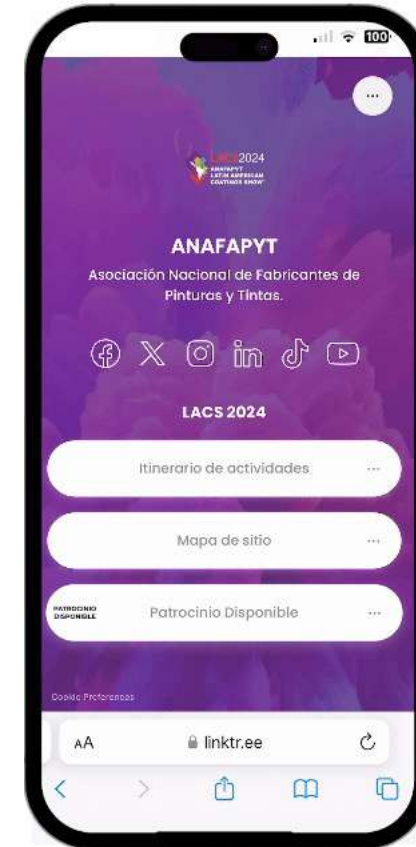 100
LACS2024
ANAFAPYT
LATIN AMERICAN
COATINGS SHOW
ANAFAPYT
Asociación Nacional de Fabricantes de
Pinturas y Tintas.
LACS 2024
Itinerario de actividades
Mapa de sitio
PATROCINIO
DISPONIBLE
Patrocinio Disponible
Cookie Preferences
AA
linktr.ee